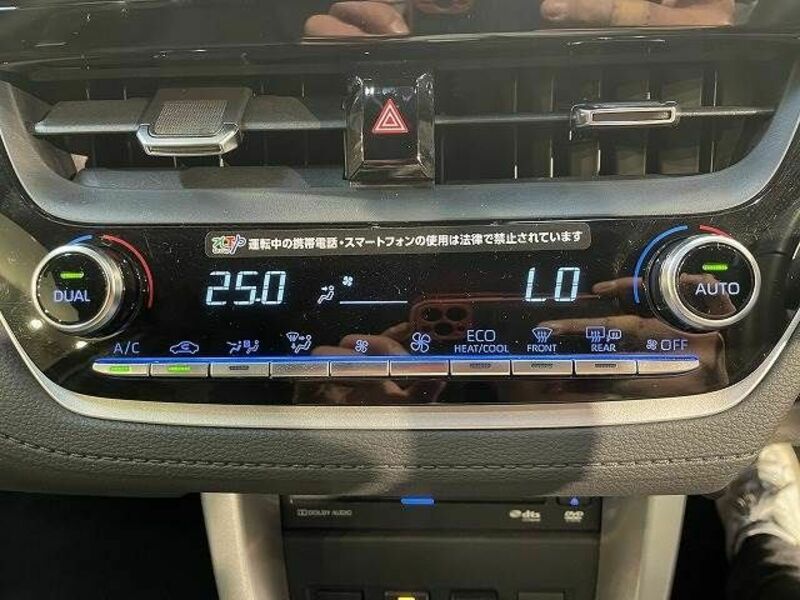 運転中の携帯電話・スマートフォンの使用は法律で禁止されています
DUAL
25.0
LO
AUTO
A/C
ECO
HEAT/COOL
FRONT
REAR
OFF
DOLBY AUDIO
dts
DVD